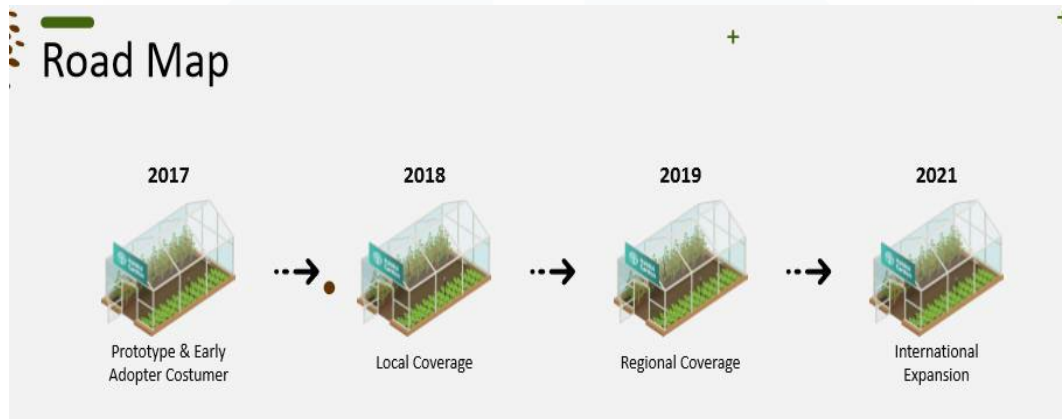 Road Map
2017
2018
2019
2021
Prototype & Early
Adopter Costumer
Local Coverage
Regional Coverage
International
Expansion